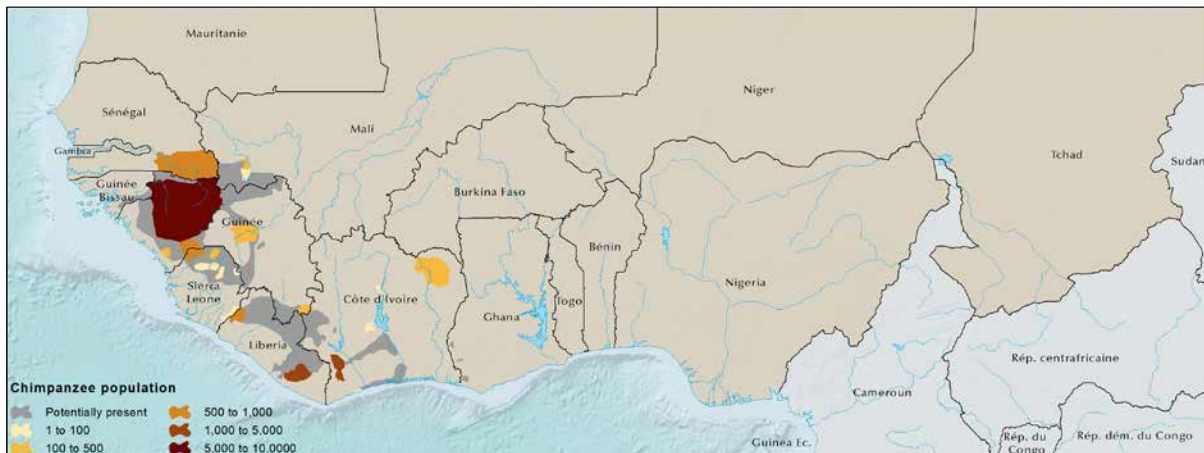 Mauritanie
Niger
Sénégal
Mali
Tchad
Gambia
Sudan
Guinée
Bissau
Burkina Faso
Guinée
Bénin
Nigeria
Sierra
Leone
Côte d'Ivoire
Togo
Ghana
Liberia
Rép. centrafricaine
Chimpanzee population
Cameroun
Potentially present
500 to 1,000
1 to 100
1,000 to 5,000
Guinea Ec.
Rép. du
Congo
Rép. dém. du Congo
100 to 500
5,000 to 10,0000